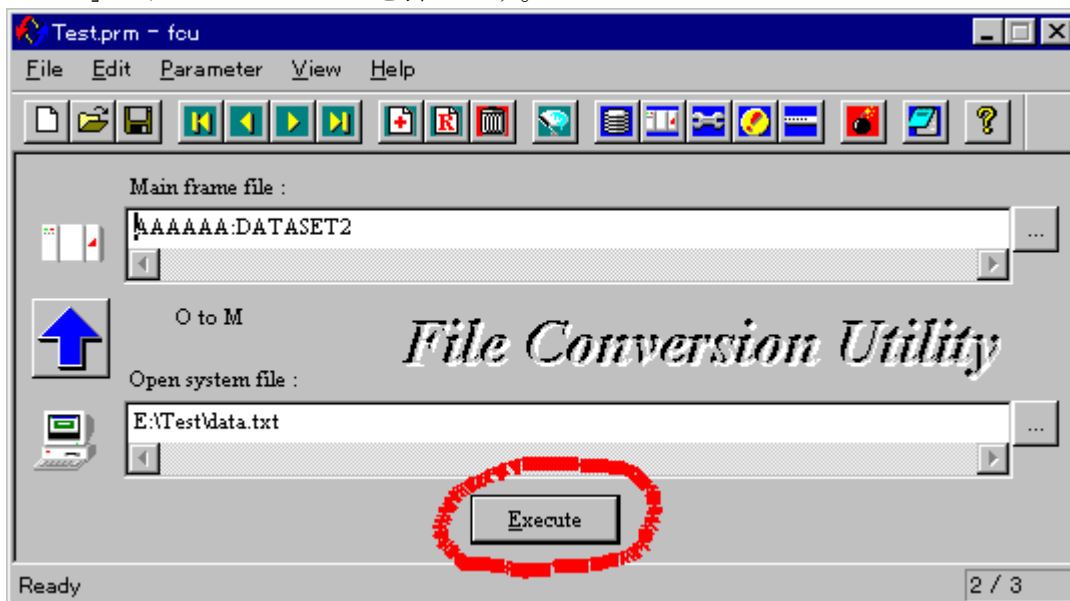 Test.prm - fcu
File Edit Parameter View Help
Main frame file :
AAAAAA:DATASET2
...
O to M
File Conversion Utility
Open system file :
E:\Test\data.txt
...
Execute
Ready 2 / 3